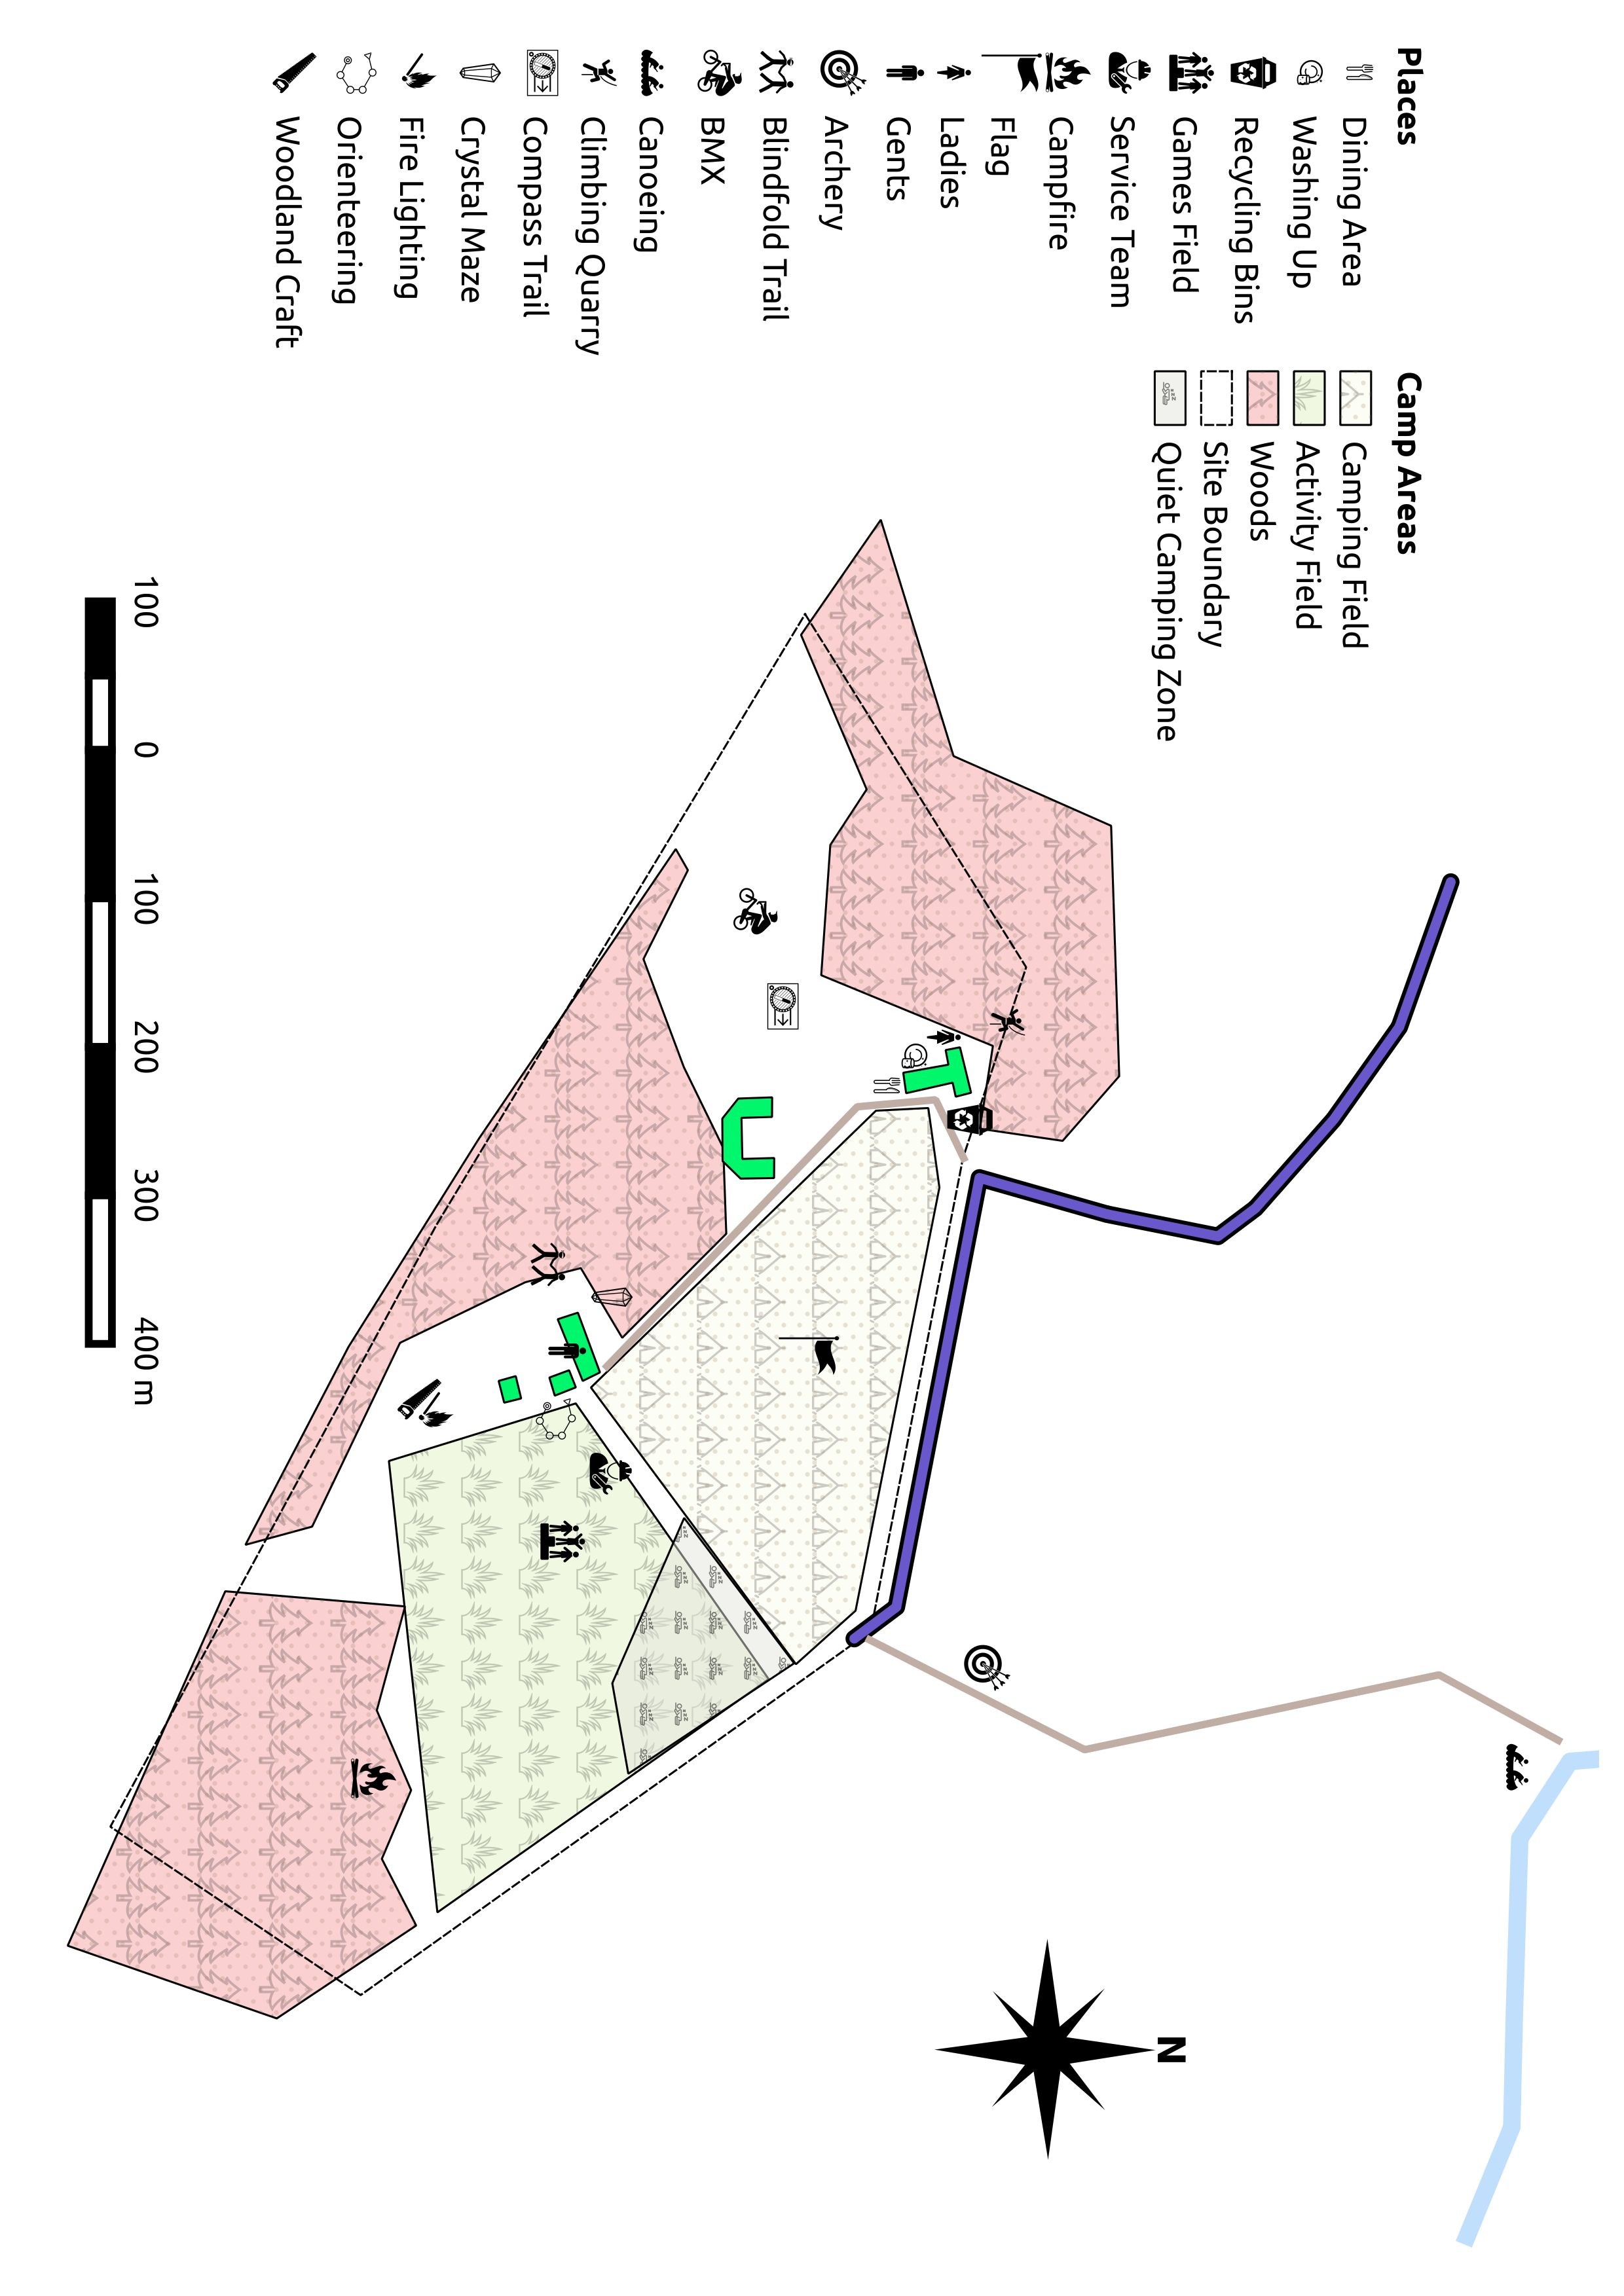 Places
Dining Area
Washing Up
Recycling Bins
Games Field
Service Team
Campfire
Flag
Ladies
Gents
Archery
Blindfold Trail
BMX
Canoeing
Climbing Quarry
Compass Trail
Crystal Maze
Fire Lighting
Orienteering
Woodland Craft
Camp Areas
Camping Field
Activity Field
Woods
Site Boundary
Quiet Camping Zone
N
100 0 100 200 300 400 m